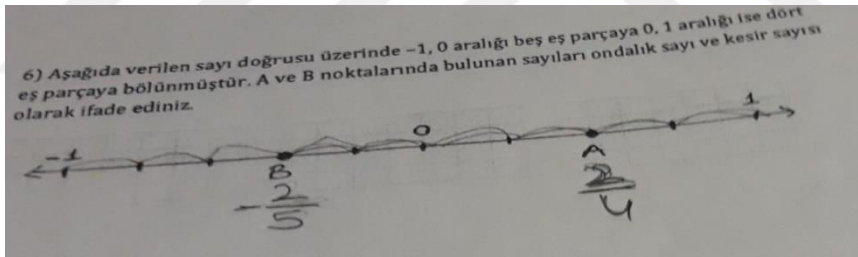 6) Aşağıda verilen sayı doğrusu üzerinde −1, 0 aralığı beş eş parçaya 0, 1 aralığı ise dört
eş parçaya bölünmüştür. A ve B noktalarında bulunan sayıları ondalık sayı ve kesir sayısı
olarak ifade ediniz.
-1 0 1
B A
-2/5 2/4